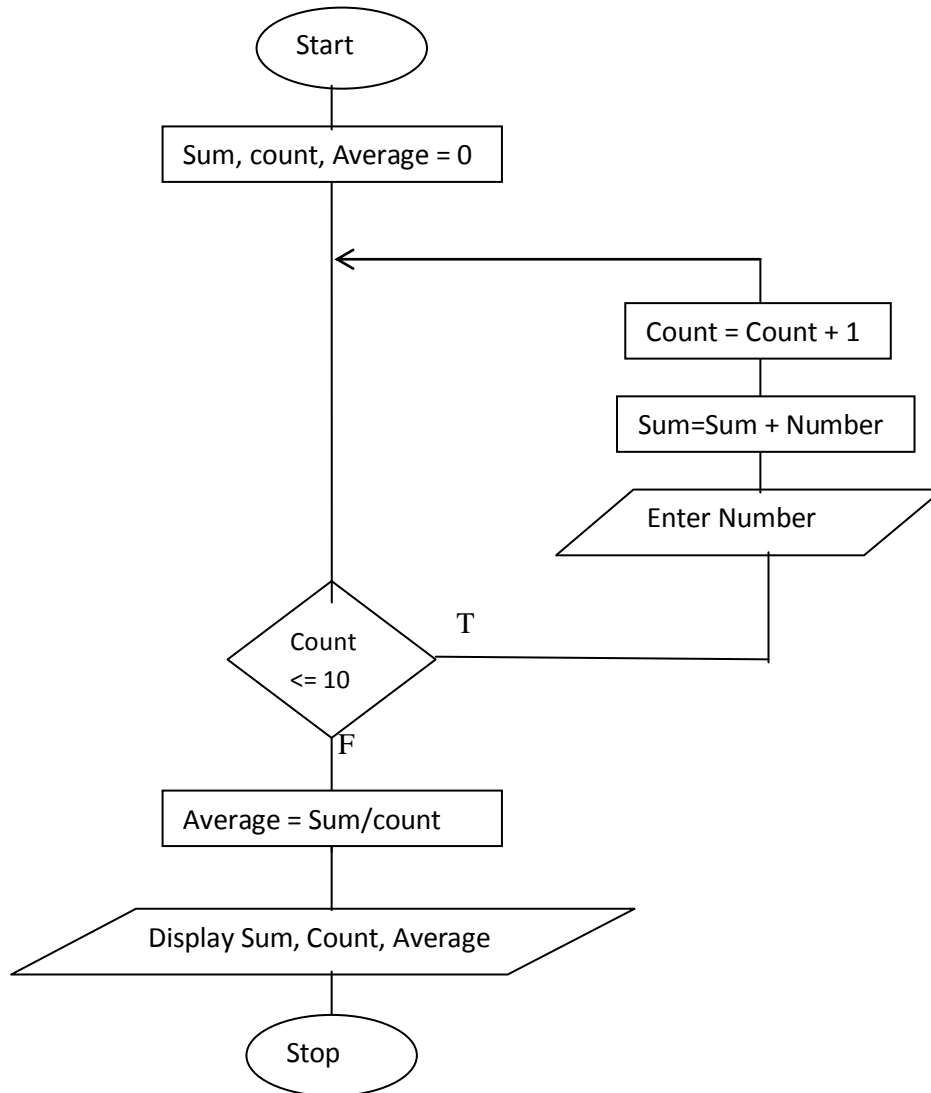 Start
Sum, count, Average = 0
Count = Count + 1
Sum=Sum + Number
Enter Number
T
Count
<= 10
F
Average = Sum/count
Display Sum, Count, Average
Stop